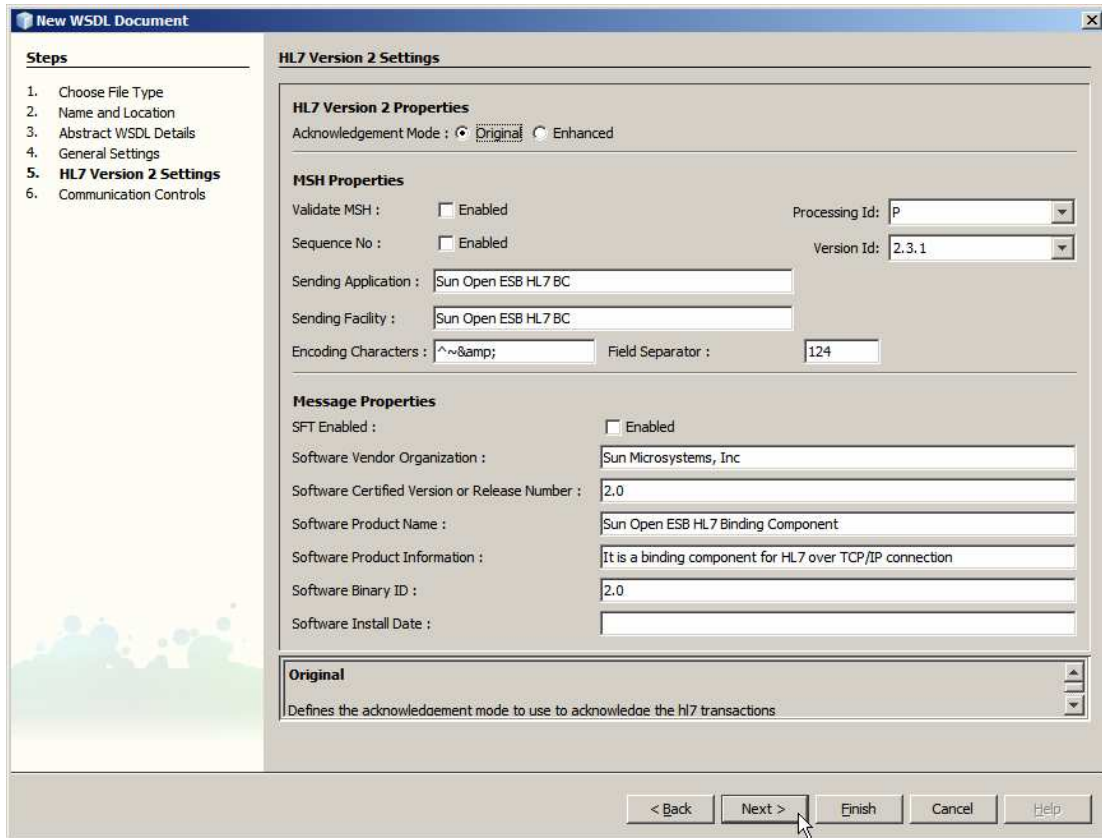 New WSDL Document
Steps
1. Choose File Type
2. Name and Location
3. Abstract WSDL Details
4. General Settings
5. HL7 Version 2 Settings
6. Communication Controls
HL7 Version 2 Settings
HL7 Version 2 Properties
Acknowledgement Mode : Original Enhanced
MSH Properties
Validate MSH : Enabled Processing Id: P
Sequence No : Enabled Version Id: 2.3.1
Sending Application : Sun Open ESB HL7 BC
Sending Facility : Sun Open ESB HL7 BC
Encoding Characters : ^~&amp; Field Separator : 124
Message Properties
SFT Enabled : Enabled
Software Vendor Organization : Sun Microsystems, Inc
Software Certified Version or Release Number : 2.0
Software Product Name : Sun Open ESB HL7 Binding Component
Software Product Information : It is a binding component for HL7 over TCP/IP connection
Software Binary ID : 2.0
Software Install Date :
Original
Defines the acknowledgement mode to use to acknowledge the hl7 transactions
< Back Next > Finish Cancel Help